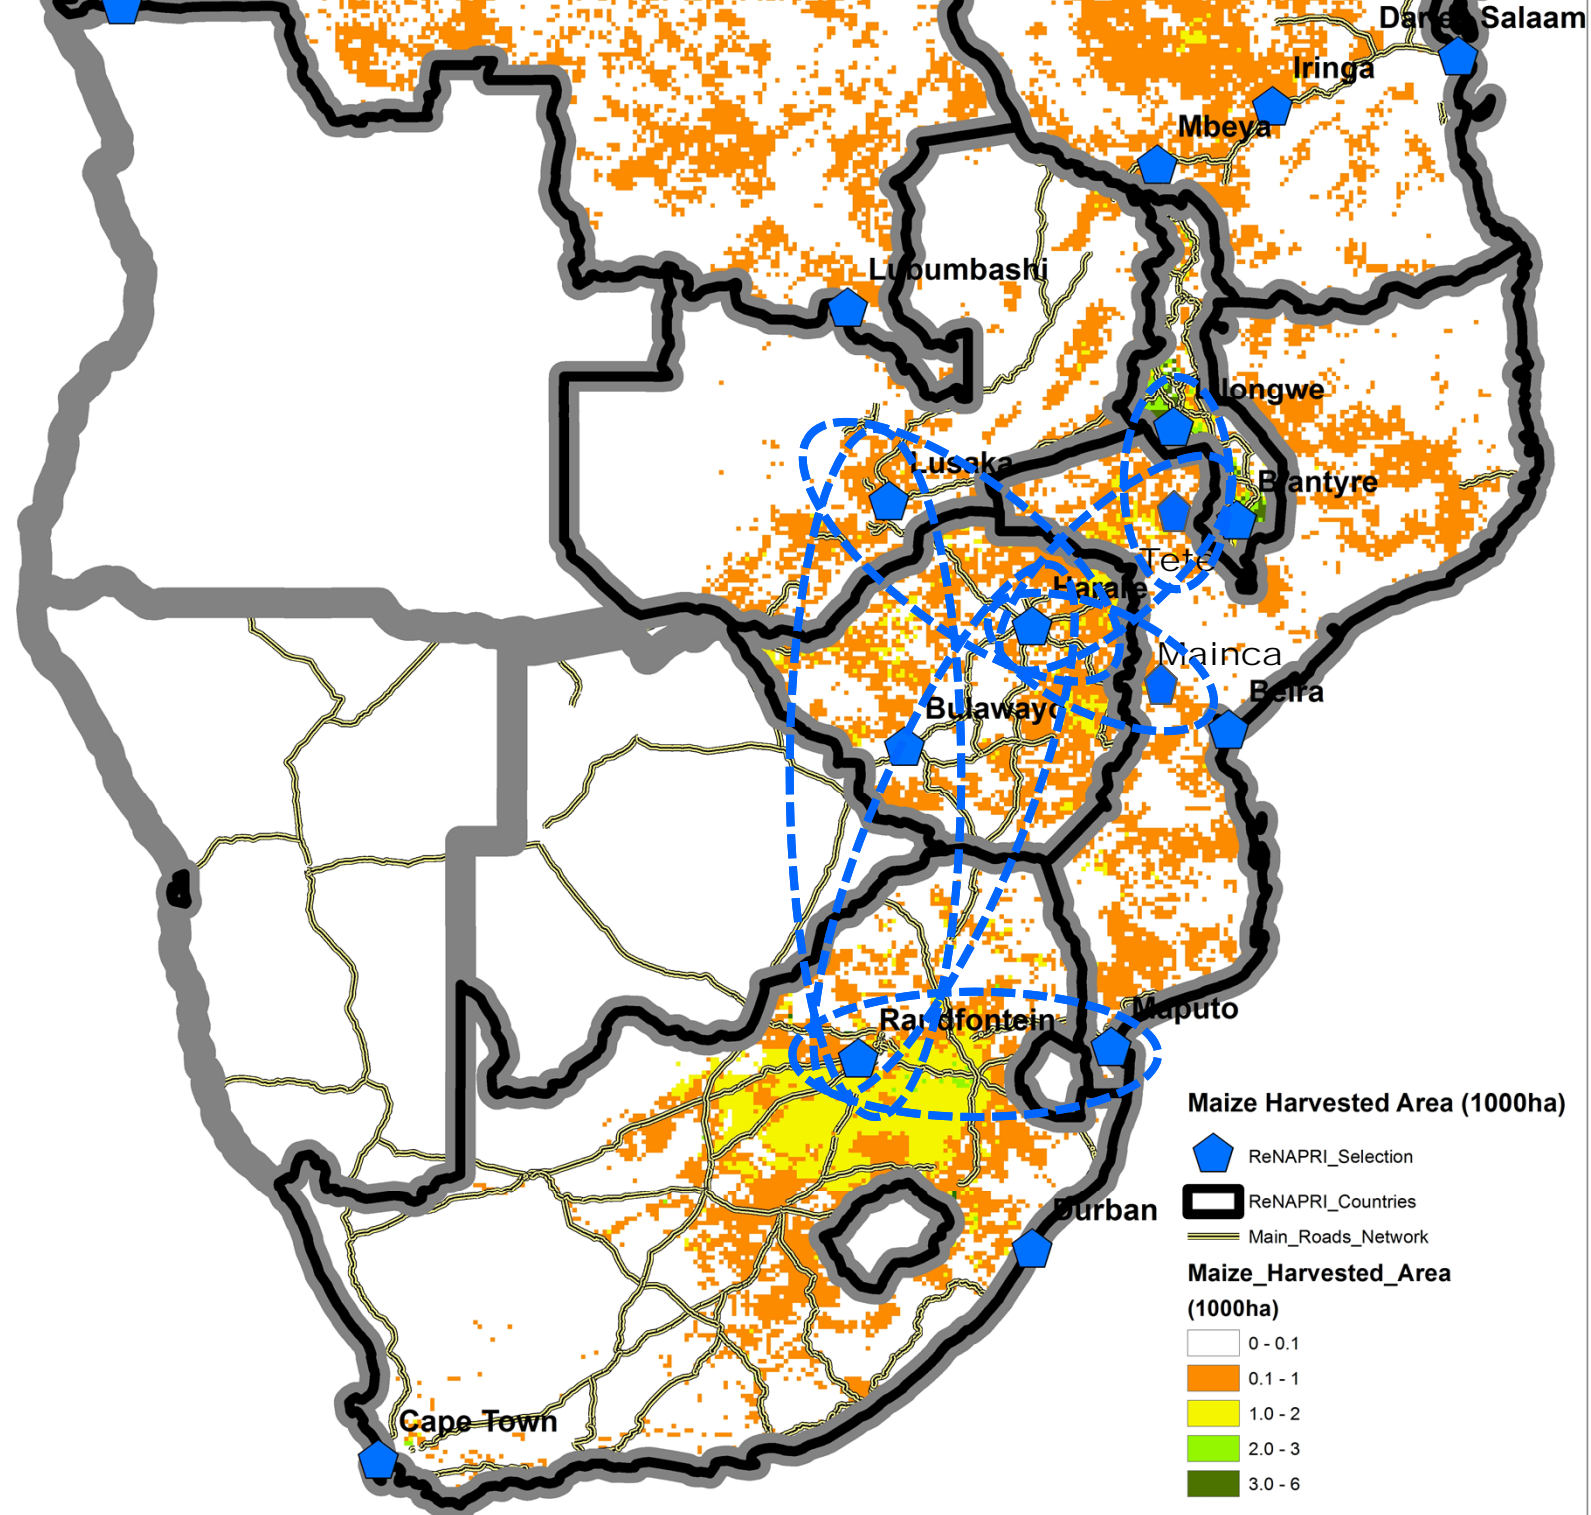 Dar es Salaam
Iringa
Mbeya
Lubumbashi
Lilongwe
Lusaka
Blantyre
Tete
Harare
Mainca
Beira
Bulawayo
Maputo
Randfontein
Maize Harvested Area (1000ha)
ReNAPRI_Selection
ReNAPRI_Countries
Main_Roads_Network
Durban
Maize_Harvested_Area
(1000ha)
0 - 0.1
0.1 - 1
1.0 - 2
2.0 - 3
3.0 - 6
Cape Town